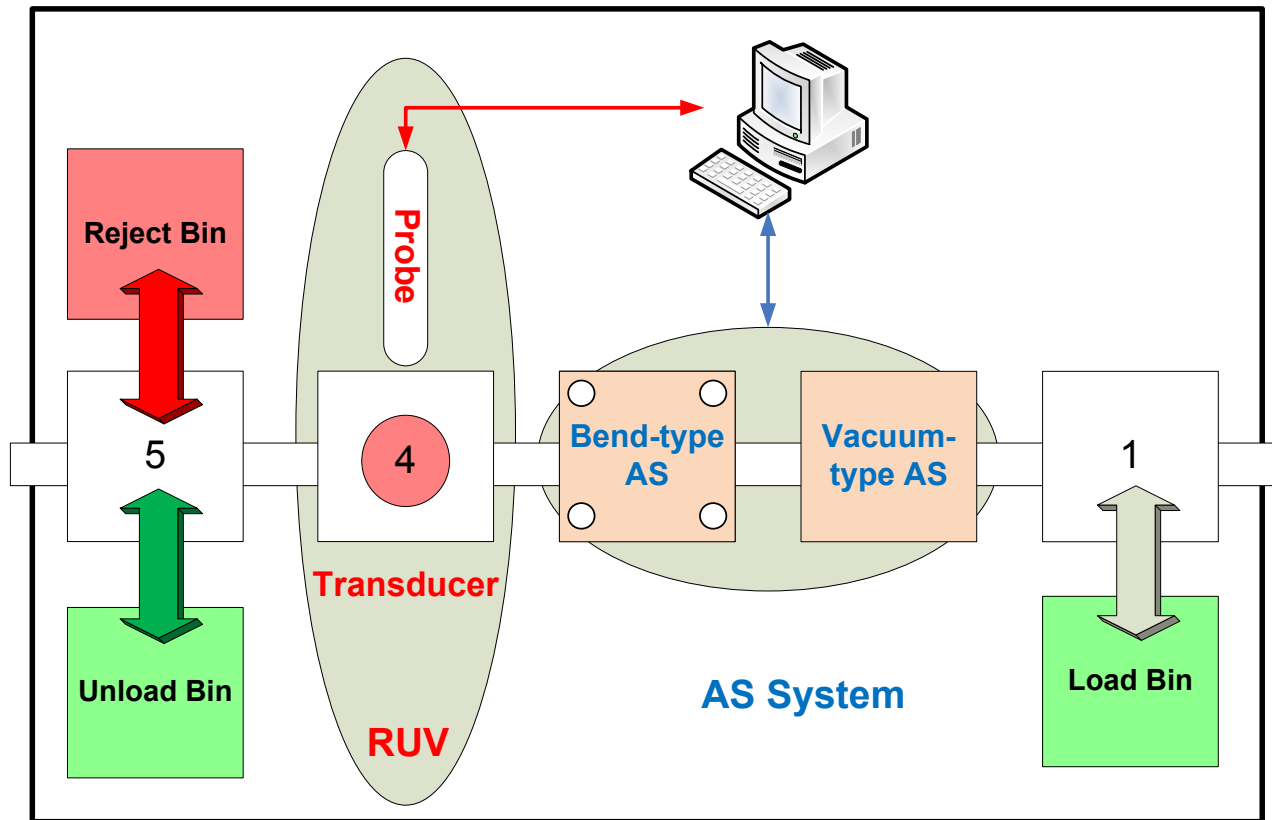 Reject Bin
Probe
5
4
Bend-type
AS
Vacuum-
type AS
1
Transducer
Unload Bin
RUV
AS System
Load Bin